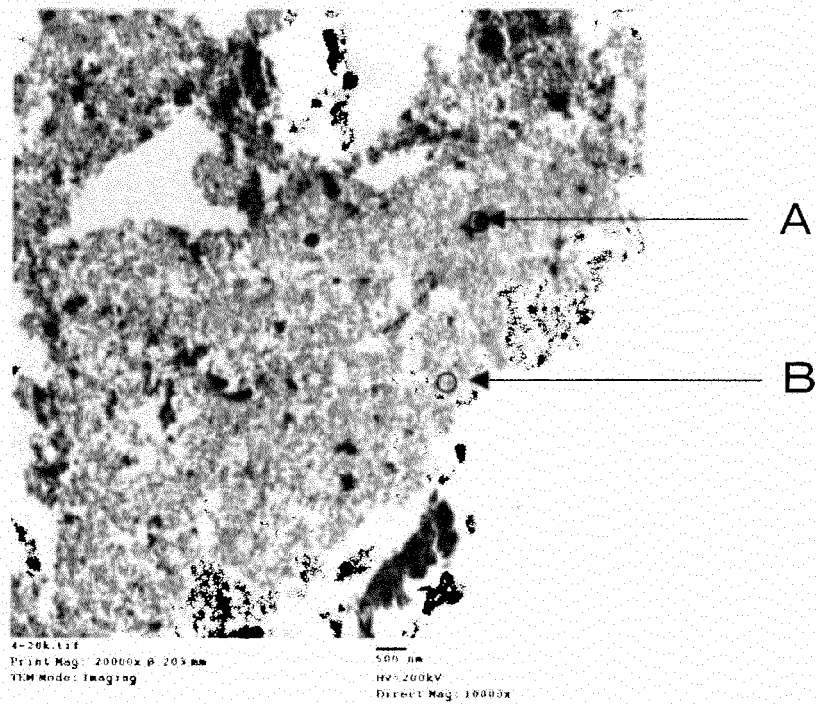 A
B
4-20k.tif
Print Mag: 20000x @ 203 mm
TEM Mode: Imaging
500 nm
HV=200kV
Direct Mag: 10000x